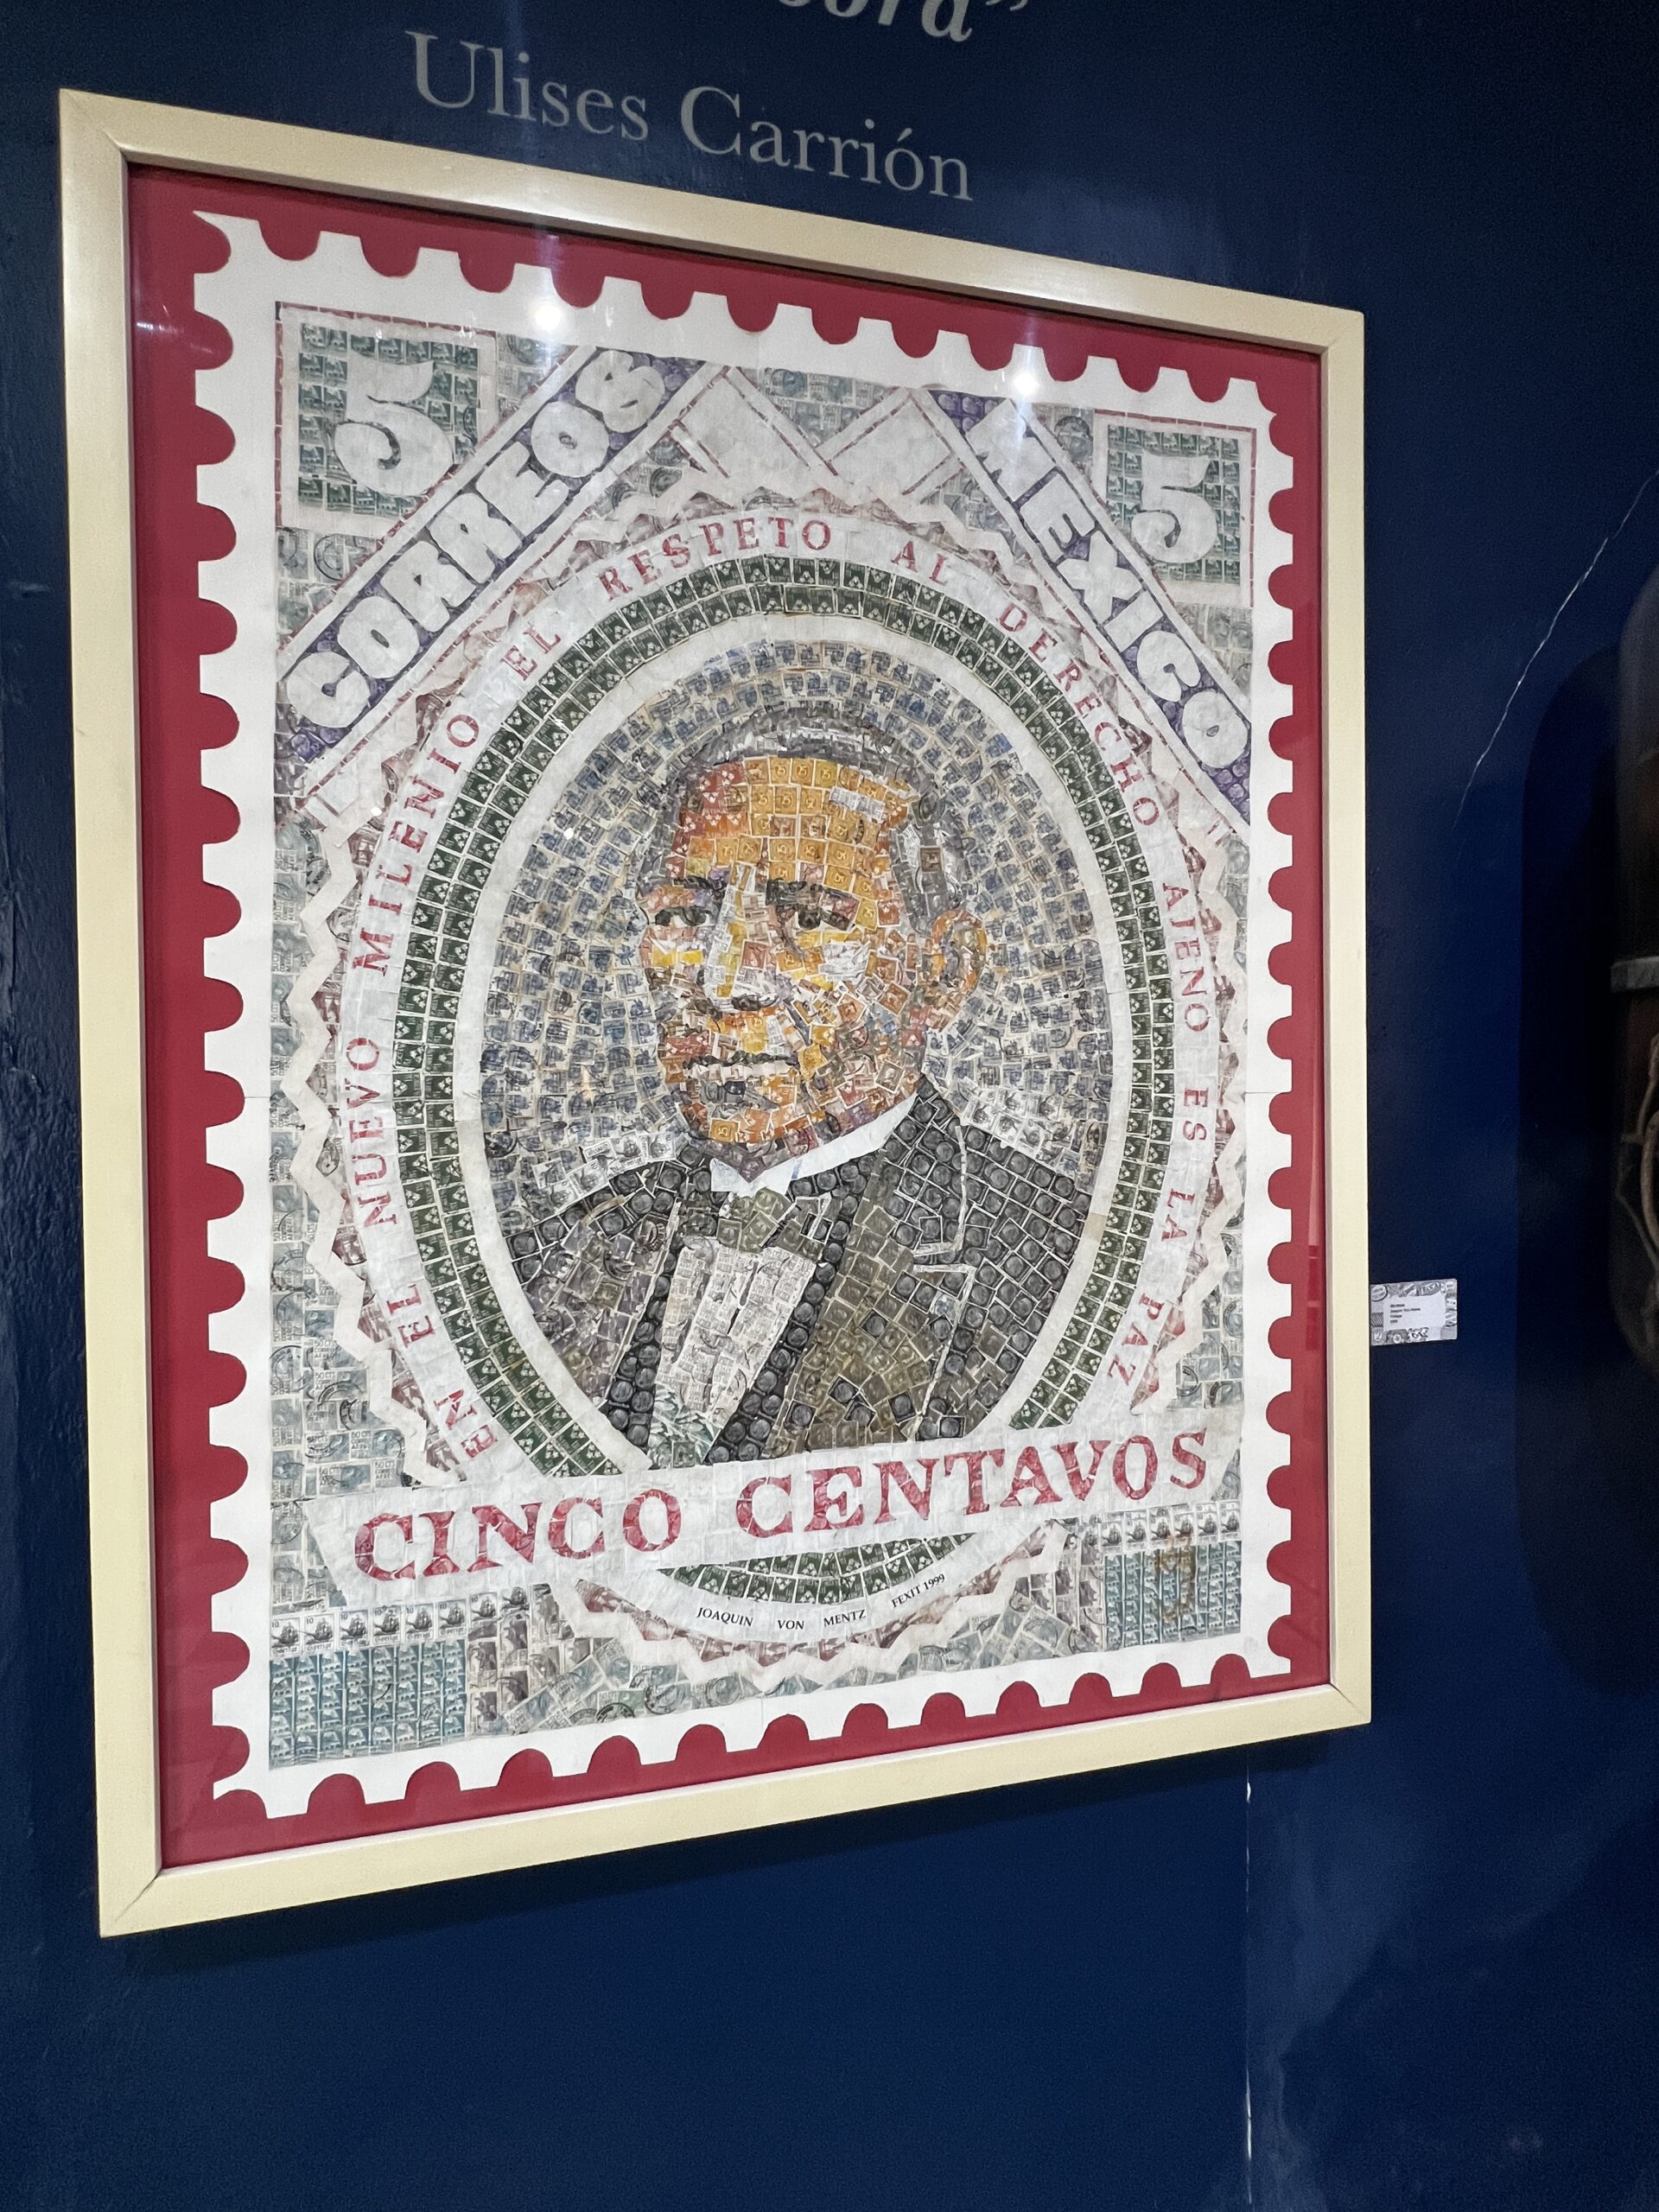 Ulises Carrión
5
CORREOS
MEXICO
5
EN EL NUEVO MILENIO EL RESPETO AL DERECHO AJENO ES LA PAZ
CINCO CENTAVOS
JOAQUIN VON MENTZ FEXIT 1999